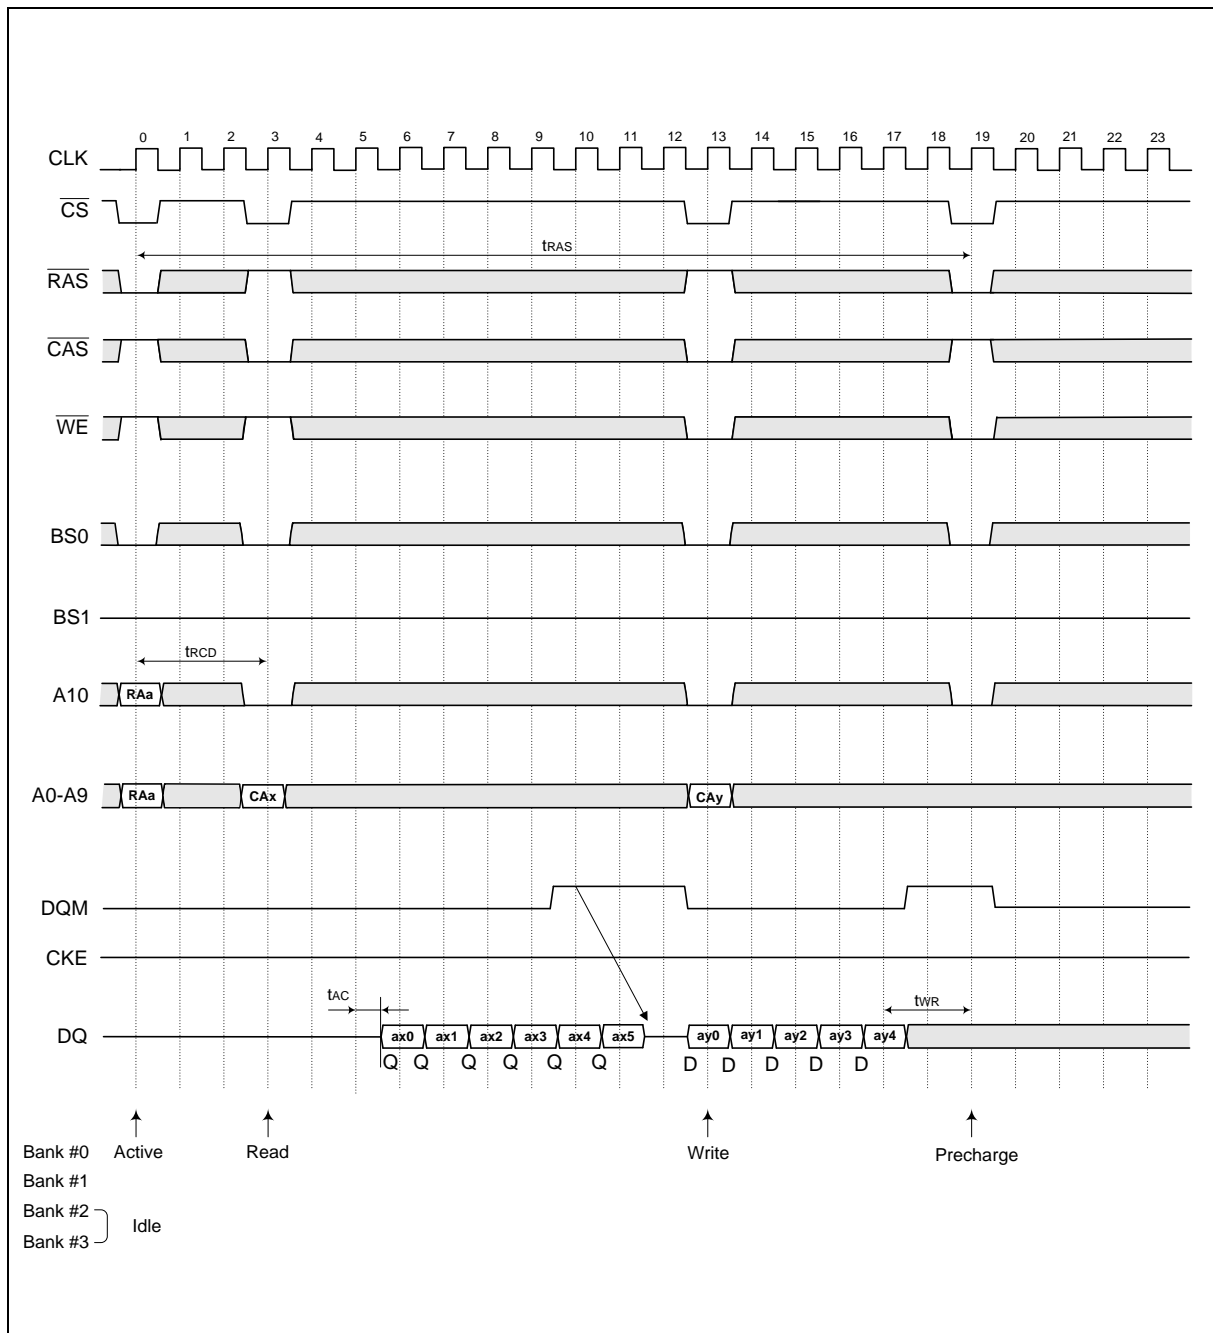 0 1 2 3 4 5 6 7 8 9 10 11 12 13 14 15 16 17 18 19 20 21 22 23
CLK
CS
tRAS
RAS
CAS
WE
BS0
BS1
tRCD
A10 RAa
A0-A9 RAa CAx CAy
DQM
CKE
tAC tWR
DQ ax0 ax1 ax2 ax3 ax4 ax5 ay0 ay1 ay2 ay3 ay4
Q Q Q Q Q Q D D D D D
Bank #0 Active Read Write Precharge
Bank #1
Bank #2
Idle
Bank #3